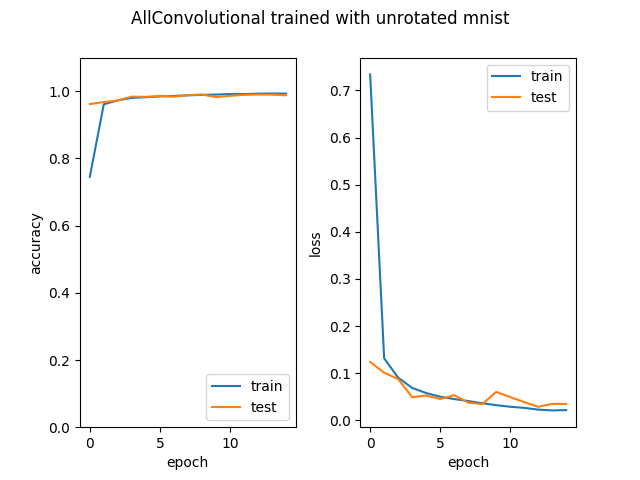 AllConvolutional trained with unrotated mnist
accuracy
1.0
0.8
0.6
0.4
0.2
0.0
0
5
10
epoch
train
test
loss
0.7
0.6
0.5
0.4
0.3
0.2
0.1
0.0
0
5
10
epoch
train
test